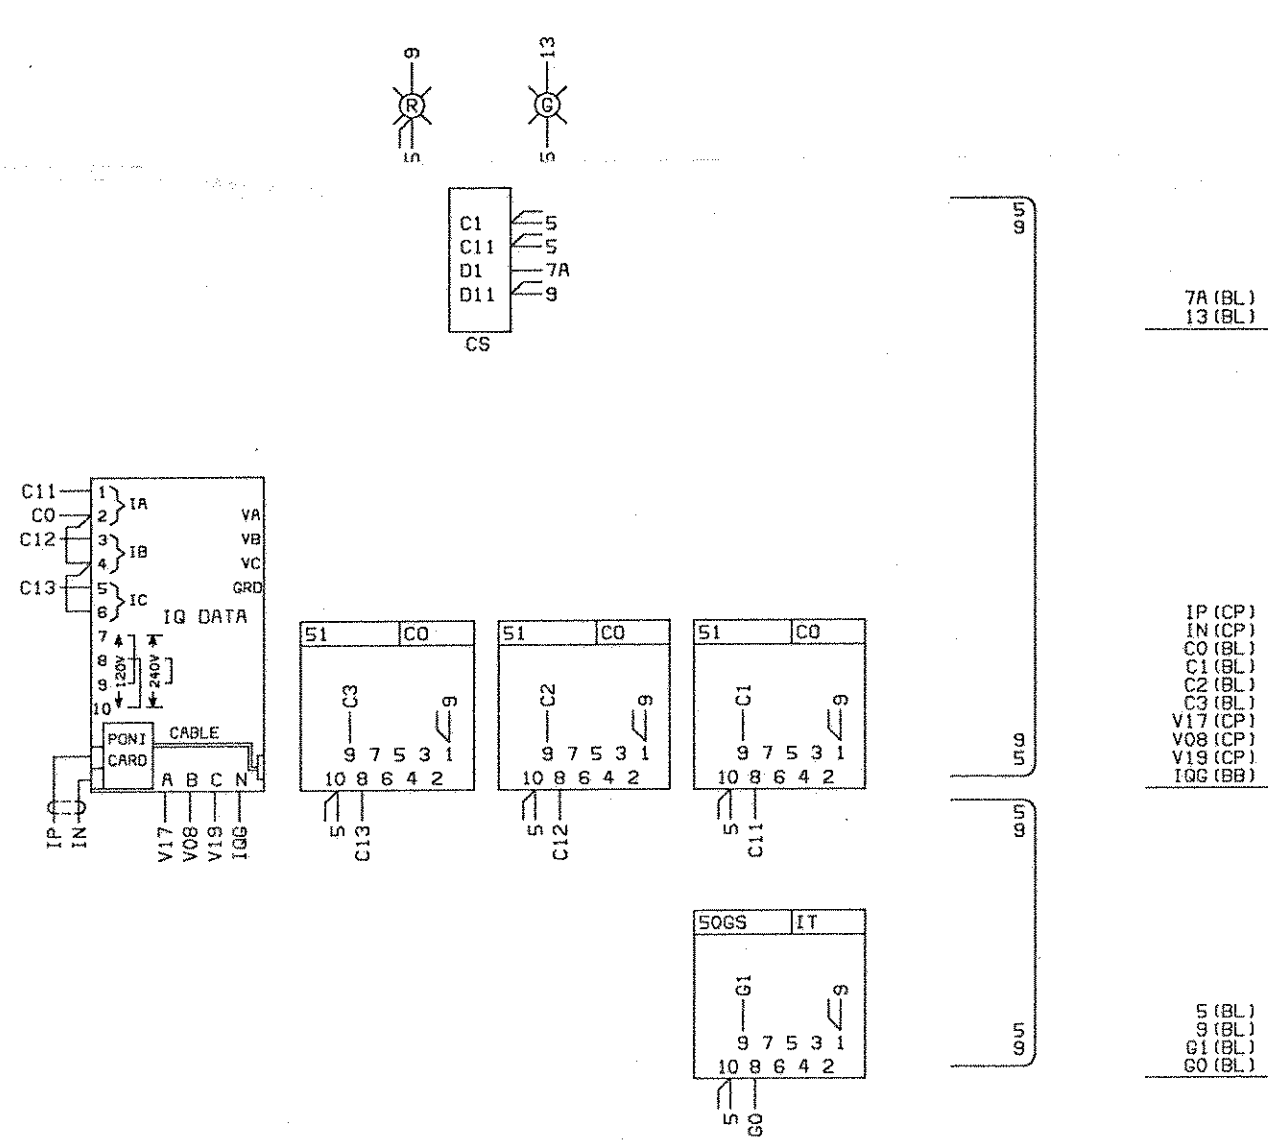 9
13
R
G
5
5
C1
5
C11
5
D1
7A
D11
9
CS
5
9
7A (BL)
13 (BL)
C11
1
IA
C0
2
VA
C12
3
IB
VB
4
VC
C13
5
IC
GRD
6
IQ DATA
7
8
9
10
120V
240V
PONI
CARD
CABLE
A B C N
IP
IN
V17
V08
V19
IQG
51
CO
C3
9
9 7 5 3 1
10 8 6 4 2
5
C13
51
CO
C2
9
9 7 5 3 1
10 8 6 4 2
5
C12
51
CO
C1
9
9 7 5 3 1
10 8 6 4 2
5
C11
9
5
5
9
IP (CP)
IN (CP)
C0 (BL)
C1 (BL)
C2 (BL)
C3 (BL)
V17 (CP)
V08 (CP)
V19 (CP)
IQG (BB)
50GS
IT
G1
9
9 7 5 3 1
10 8 6 4 2
5
G0
5
9
5 (BL)
9 (BL)
G1 (BL)
G0 (BL)